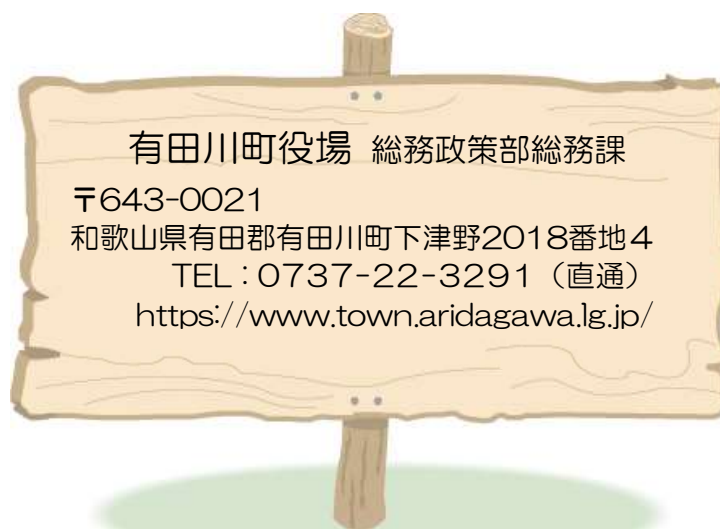 有田川町役場 総務政策部総務課
〒643-0021
和歌山県有田郡有田川町下津野2018番地4
TEL：0737-22-3291（直通）
https://www.town.aridagawa.lg.jp/